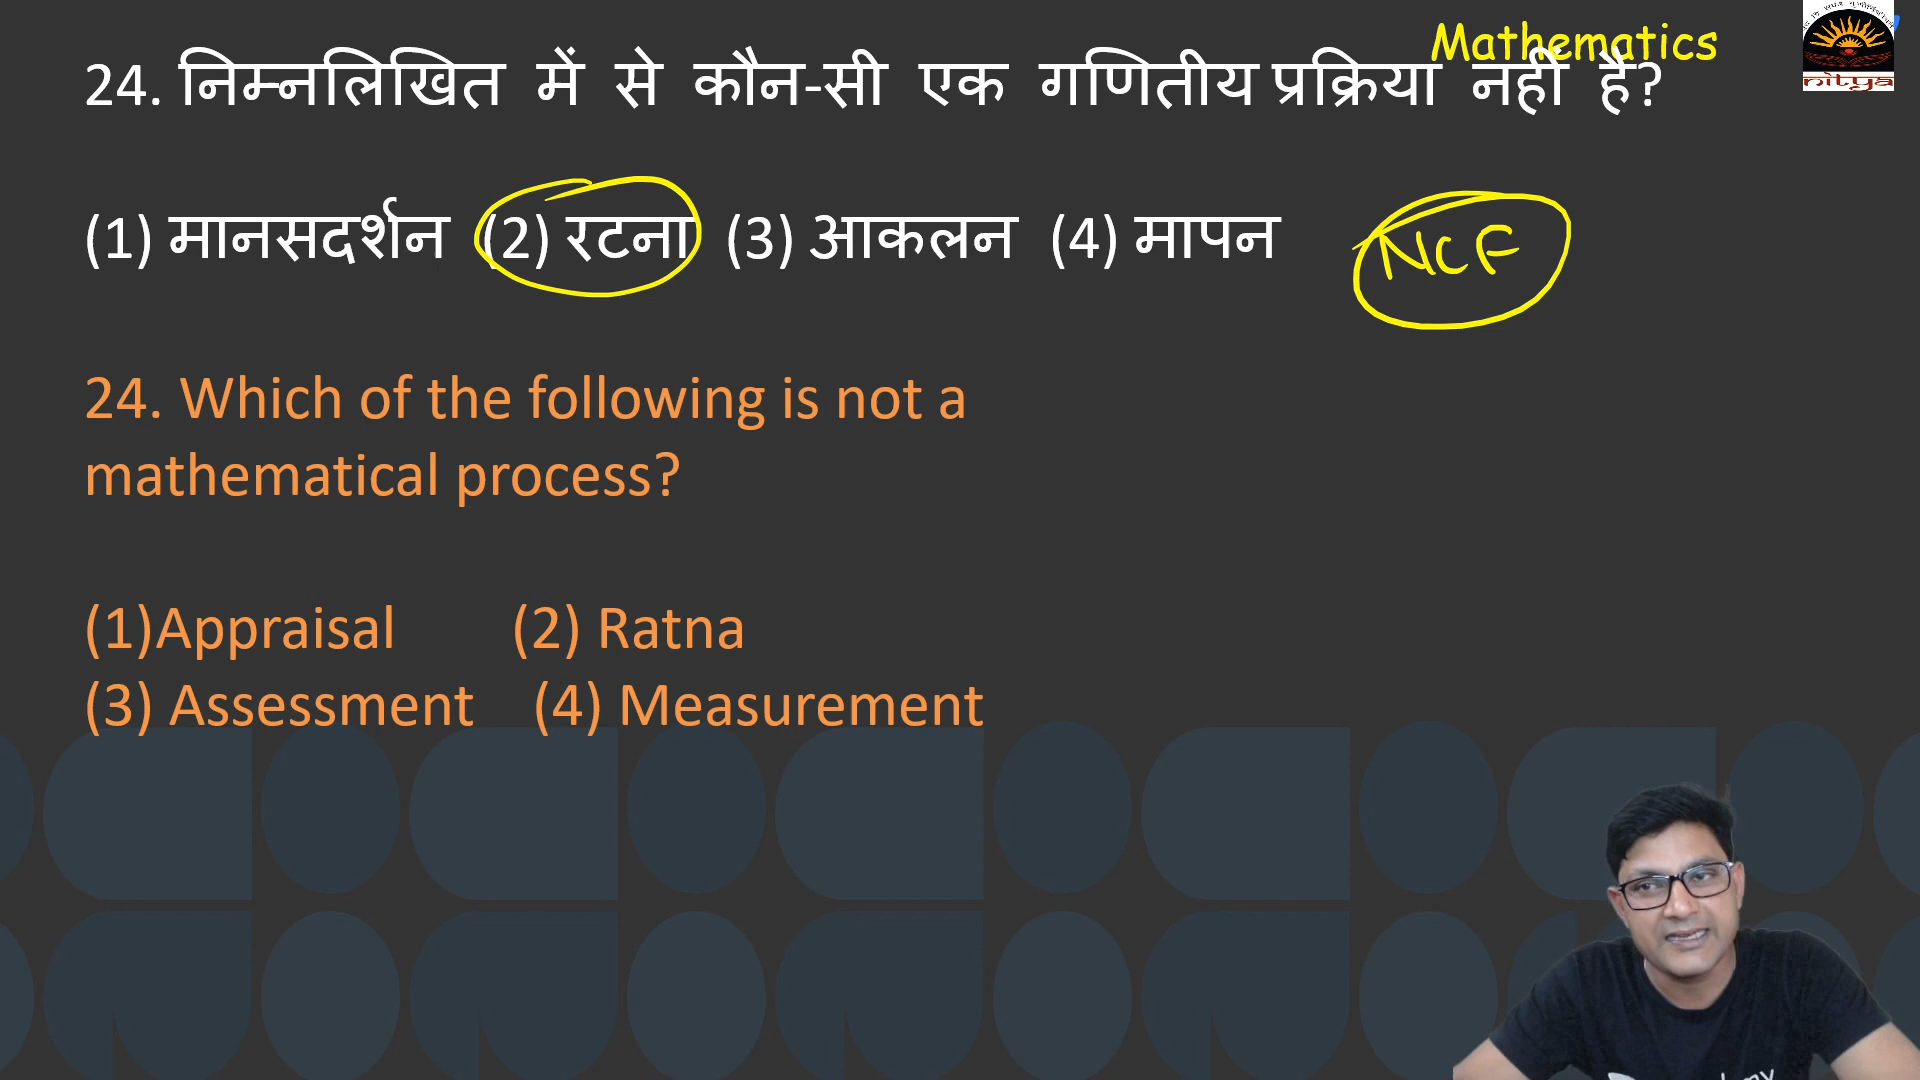 Mathematics
24. निम्नलिखित में से कौन-सी एक गणितीय प्रक्रिया नहीं है?
nitya
(1) मानसदर्शन (2) रटना (3) आकलन (4) मापन
NCF
24. Which of the following is not a
mathematical process?
(1)Appraisal (2) Ratna
(3) Assessment (4) Measurement